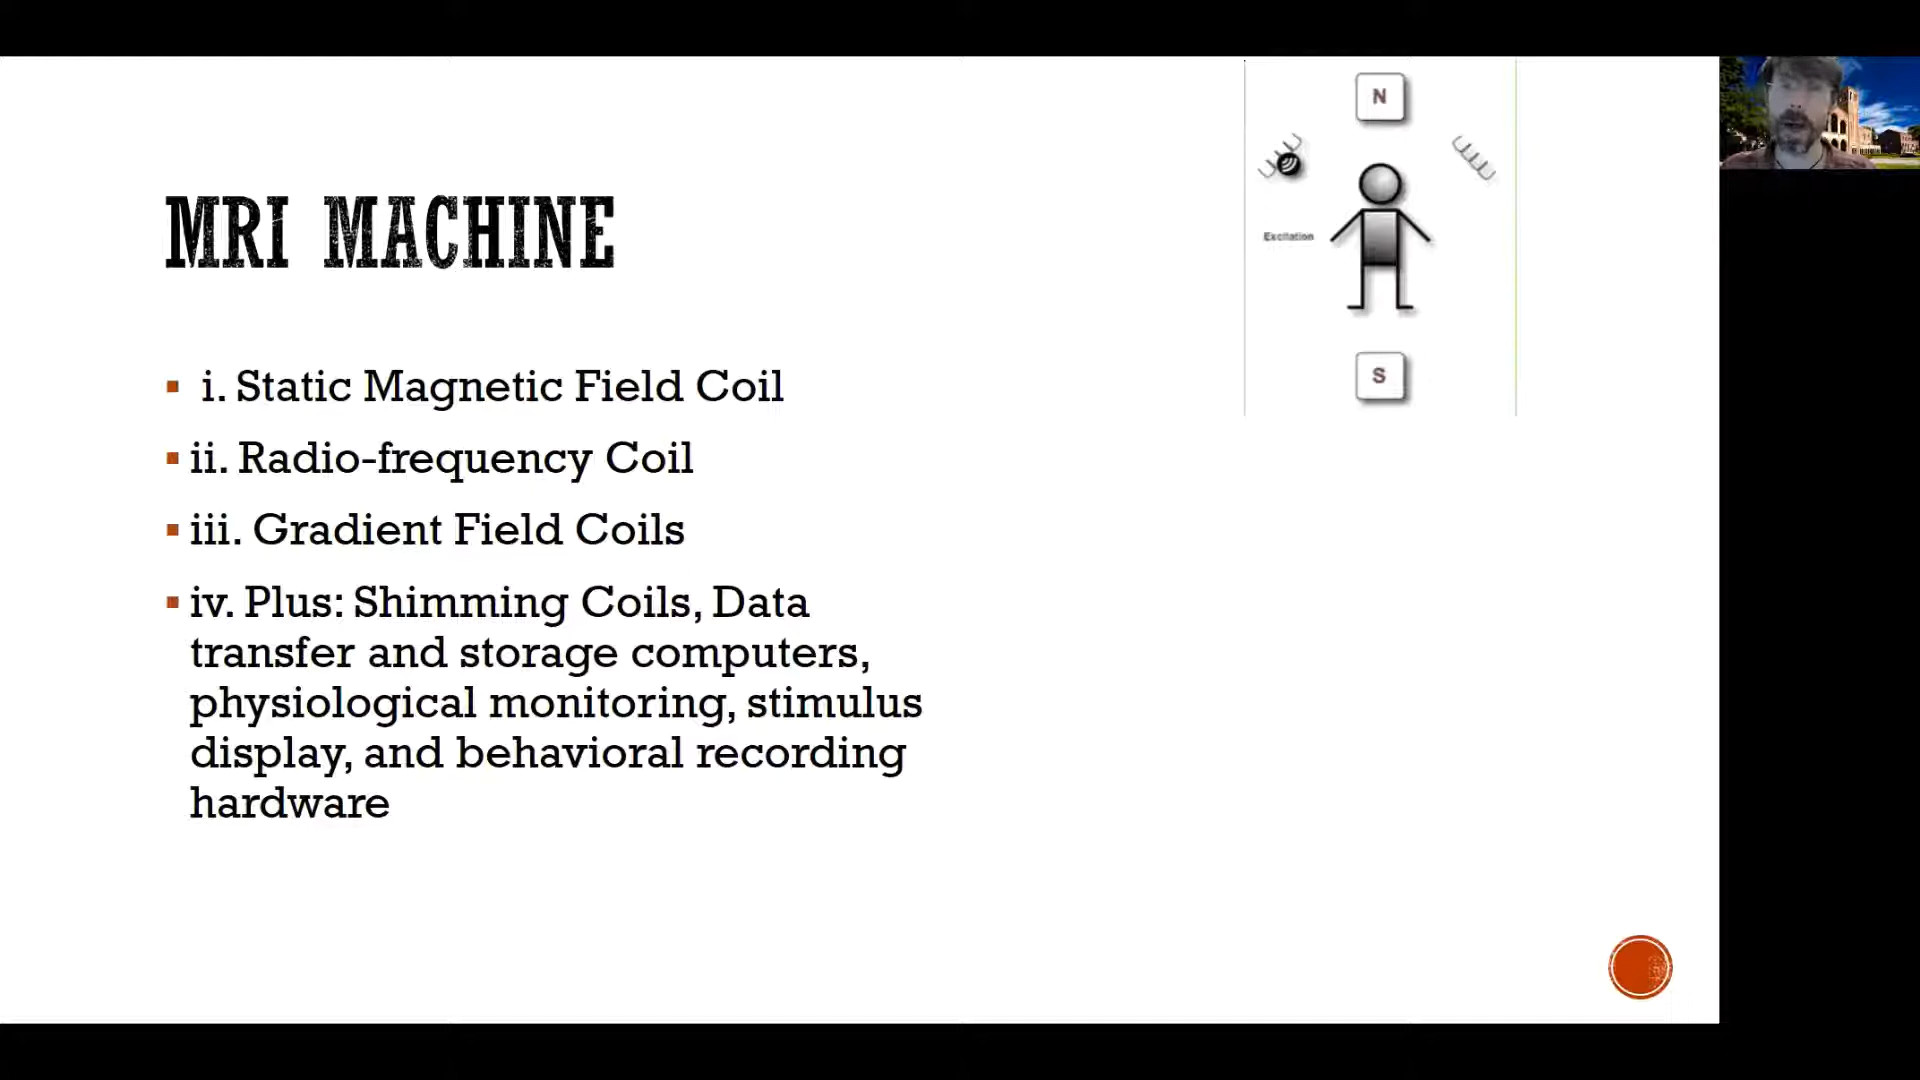 MRI MACHINE
▪ i. Static Magnetic Field Coil
▪ ii. Radio-frequency Coil
▪ iii. Gradient Field Coils
▪ iv. Plus: Shimming Coils, Data
transfer and storage computers,
physiological monitoring, stimulus
display, and behavioral recording
hardware
N
Excitation
S